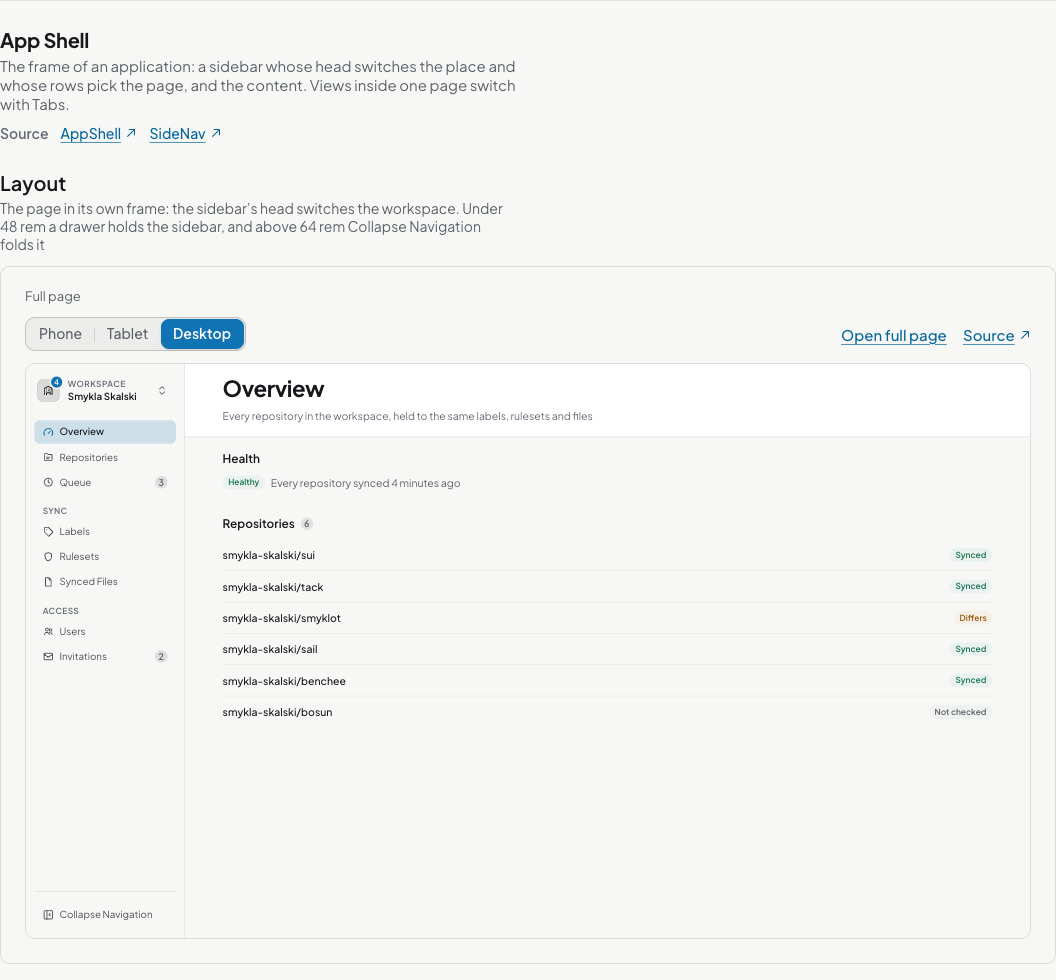 App Shell
The frame of an application: a sidebar whose head switches the place and
whose rows pick the page, and the content. Views inside one page switch
with Tabs.
Source AppShell SideNav
Layout
The page in its own frame: the sidebar's head switches the workspace. Under
48 rem a drawer holds the sidebar, and above 64 rem Collapse Navigation
folds it
Full page
Phone Tablet Desktop
Open full page Source
4
WORKSPACE
Smykla Skalski
Overview
Repositories
Queue 3
SYNC
Labels
Rulesets
Synced Files
ACCESS
Users
Invitations 2
Collapse Navigation
Overview
Every repository in the workspace, held to the same labels, rulesets and files
Health
Healthy Every repository synced 4 minutes ago
Repositories 6
smykla-skalski/sui Synced
smykla-skalski/tack Synced
smykla-skalski/smyklot Differs
smykla-skalski/sail Synced
smykla-skalski/benchee Synced
smykla-skalski/bosun Not checked